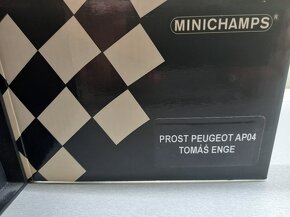 MINICHAMPS®
PROST PEUGEOT AP04
TOMÁŠ ENGE